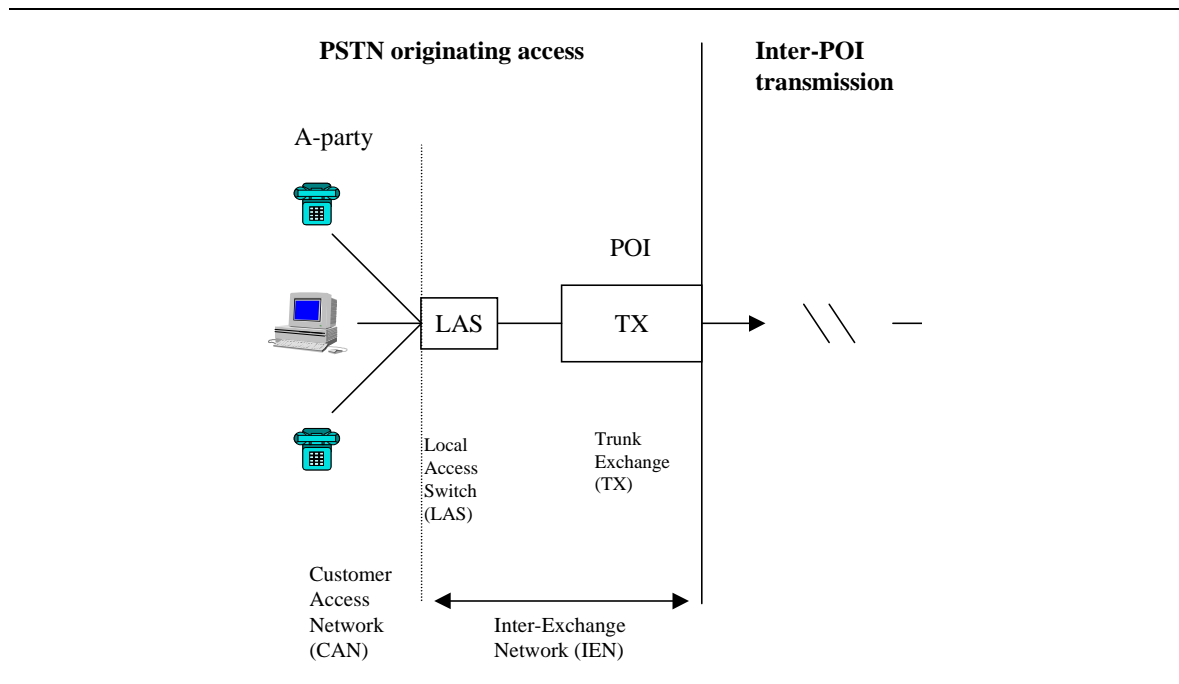 PSTN originating access
Inter-POI
transmission
A-party
POI
LAS
TX
Local
Access
Switch
(LAS)
Trunk
Exchange
(TX)
Customer
Access
Network
(CAN)
Inter-Exchange
Network (IEN)